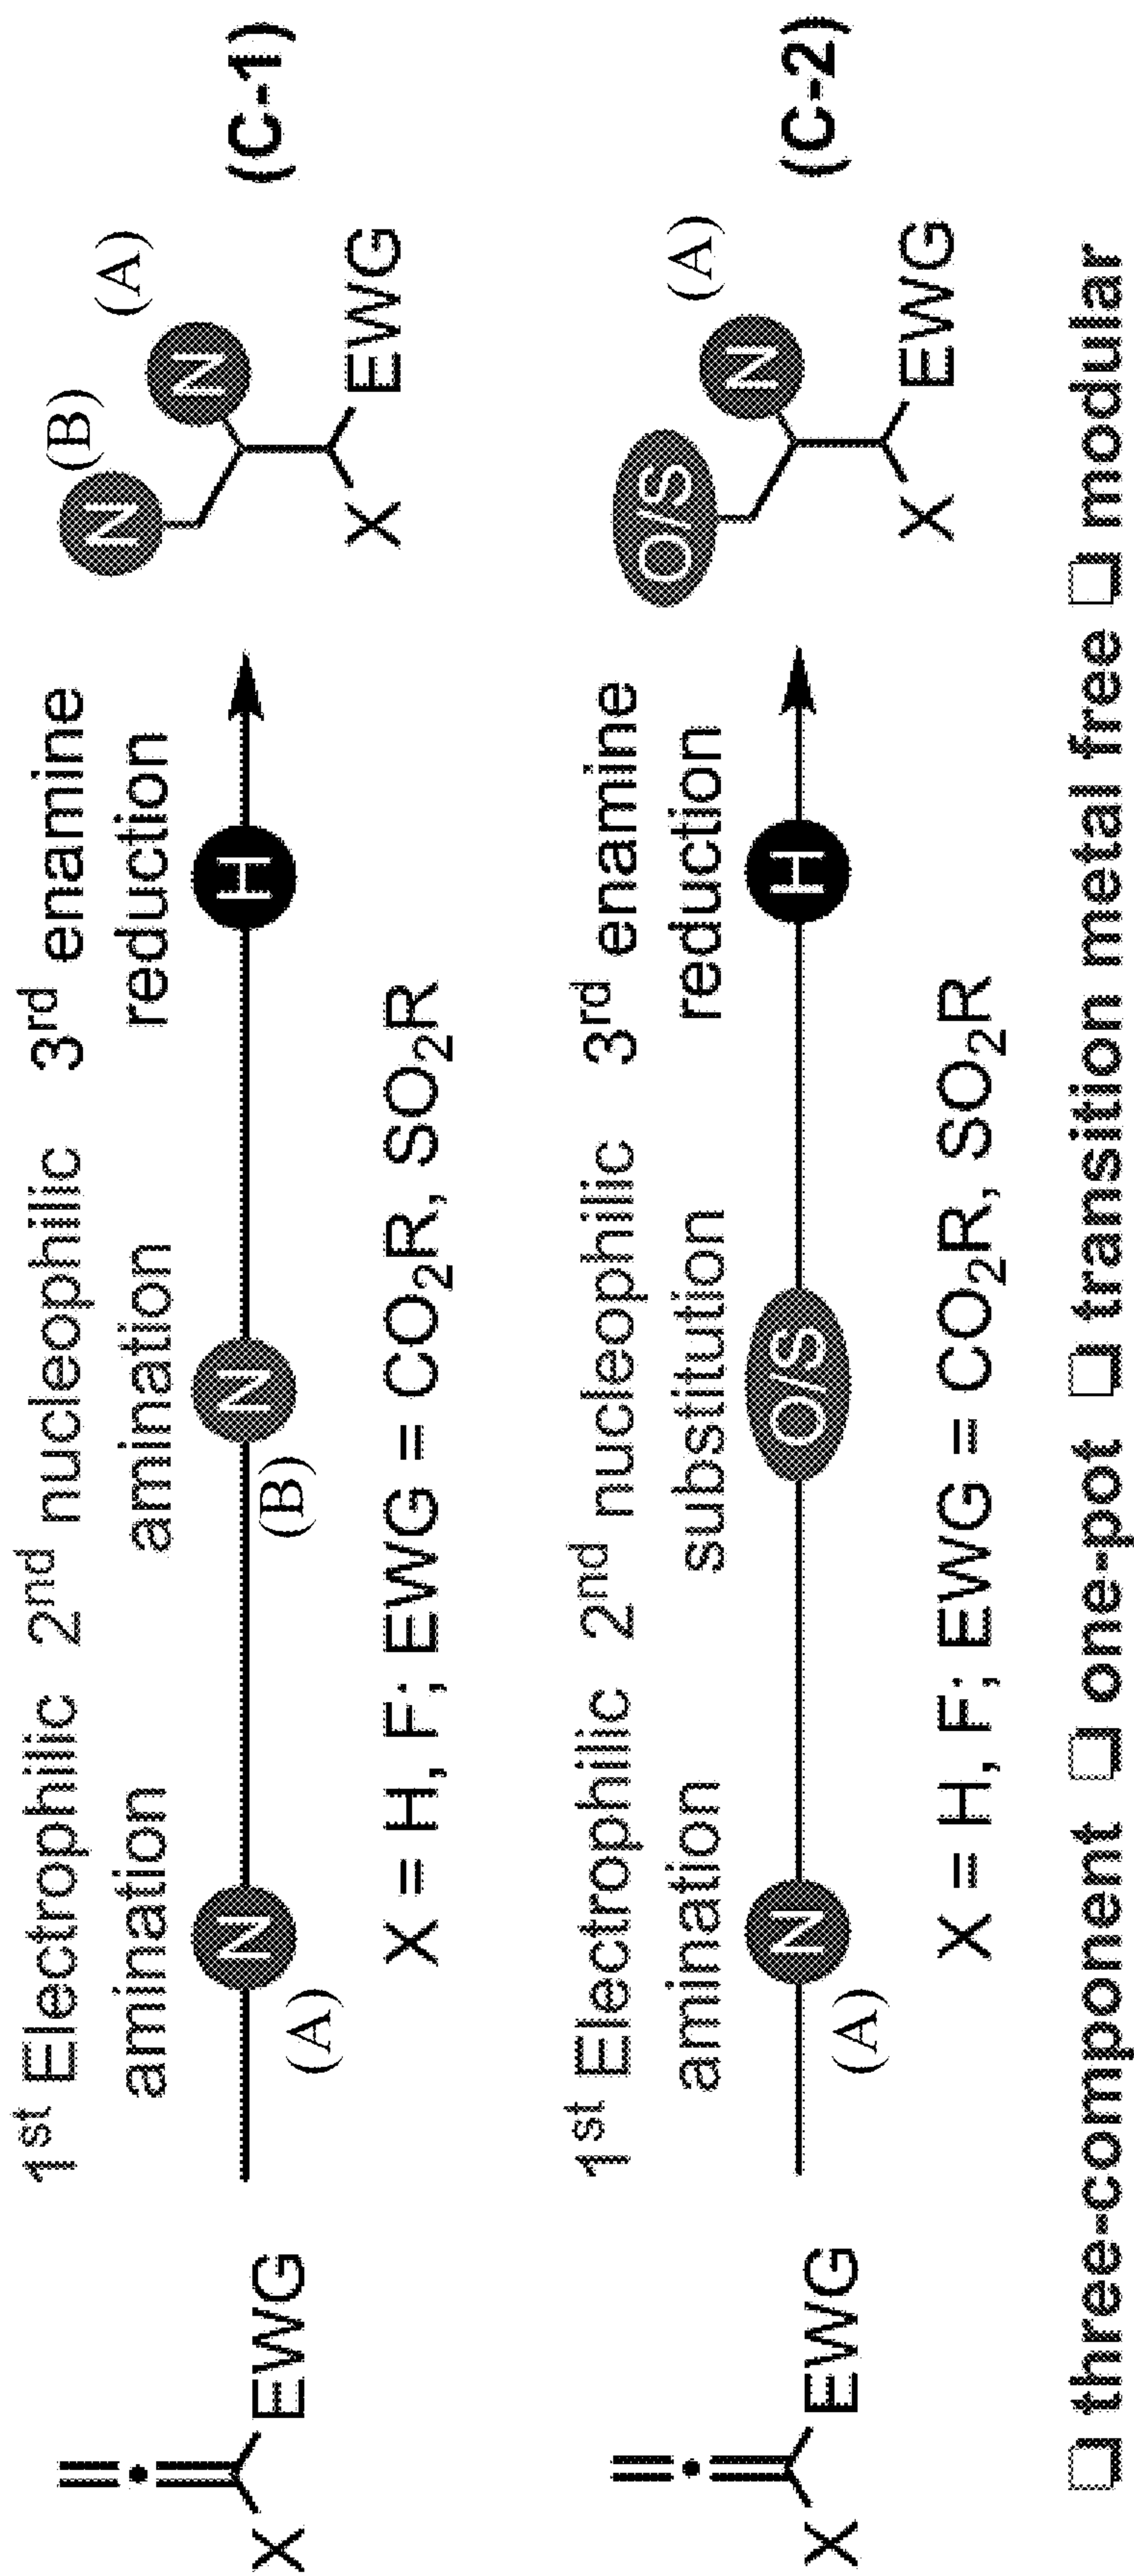 1st Electrophilic 2nd nucleophilic 3rd enamine
amination amination reduction
(B)
N
(A)
N
N N H
(A) (B)
X EWG
X EWG
(C-1)
X = H, F; EWG = CO2R, SO2R
1st Electrophilic 2nd nucleophilic 3rd enamine
amination substitution reduction
O/S
(A)
N
N O/S H
(A)
X EWG
X EWG
(C-2)
X = H, F; EWG = CO2R, SO2R
❑ three-component ❑ one-pot ❑ transition metal free ❑ modular